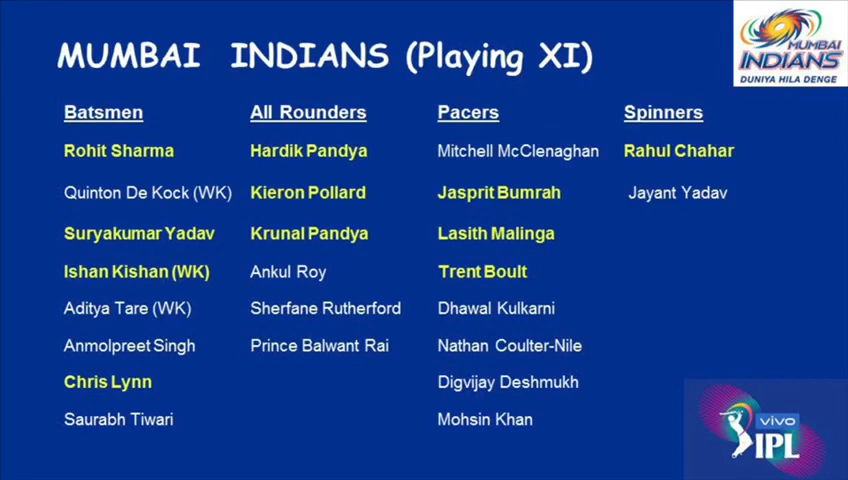 MUMBAI INDIANS (Playing XI)
MUMBAI
INDIANS
DUNIYA HILA DENGE
Batsmen All Rounders Pacers Spinners
Rohit Sharma Hardik Pandya Mitchell McClenaghan Rahul Chahar
Quinton De Kock (WK) Kieron Pollard Jasprit Bumrah Jayant Yadav
Suryakumar Yadav Krunal Pandya Lasith Malinga
Ishan Kishan (WK) Ankul Roy Trent Boult
Aditya Tare (WK) Sherfane Rutherford Dhawal Kulkarni
Anmolpreet Singh Prince Balwant Rai Nathan Coulter-Nile
Chris Lynn Digvijay Deshmukh
Saurabh Tiwari Mohsin Khan
vivo
IPL